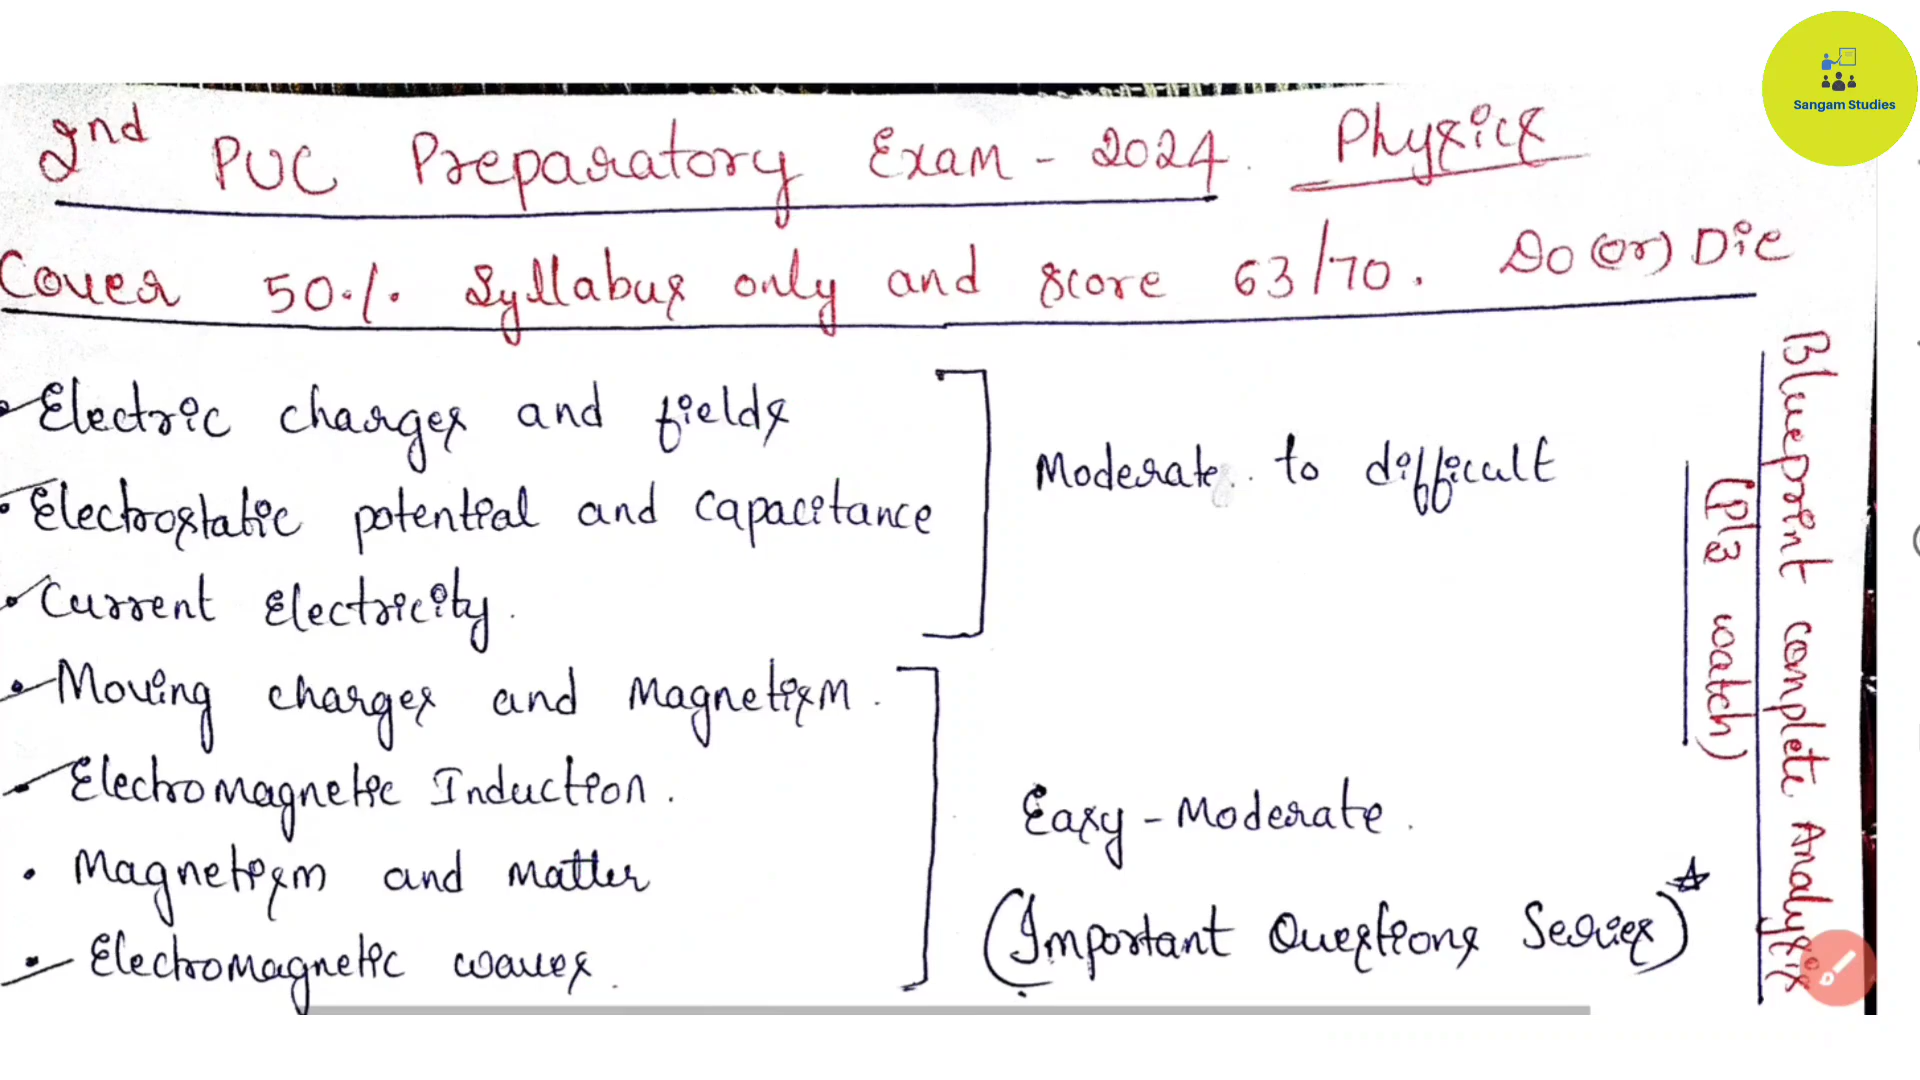 Sangam Studies
2nd PUC Preparatory Exam - 2024. Physics
Cover 50% Syllabus only and score 63/70. Do (or) Die
• Electric charges and fields
• Electrostatic potential and capacitance
• Current Electricity.
Moderate to difficult
• Moving charges and Magnetism.
• Electromagnetic Induction.
• Magnetism and Matter
• Electromagnetic waves.
Easy - Moderate.
(Important Questions Series)
Blueprint complete Analysis
(Plz watch)